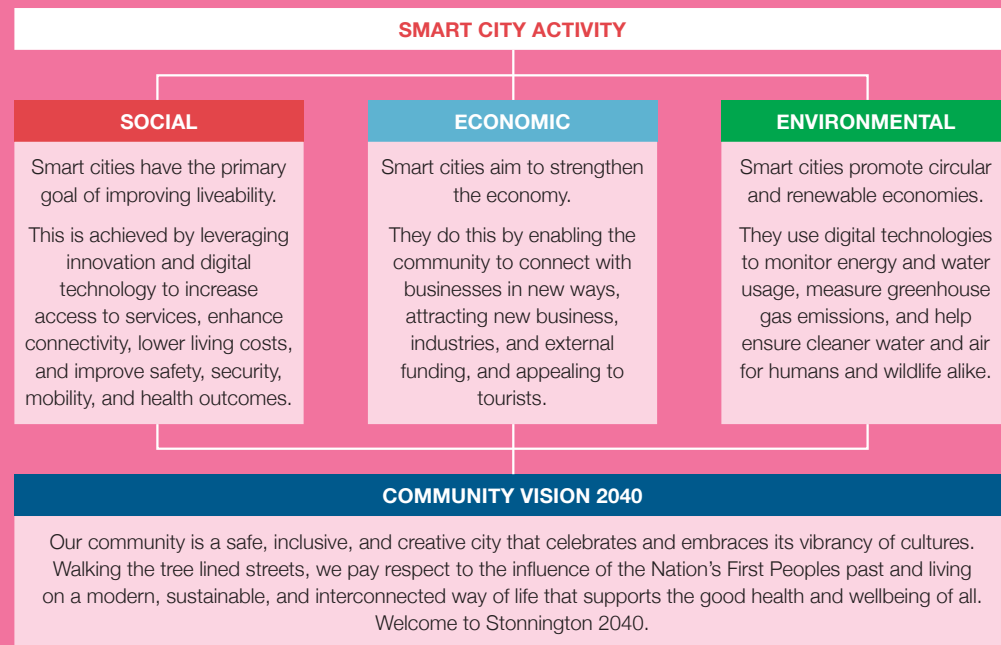 SMART CITY ACTIVITY
SOCIAL
Smart cities have the primary
goal of improving liveability.
This is achieved by leveraging
innovation and digital
technology to increase
access to services, enhance
connectivity, lower living costs,
and improve safety, security,
mobility, and health outcomes.
ECONOMIC
Smart cities aim to strengthen
the economy.
They do this by enabling the
community to connect with
businesses in new ways,
attracting new business,
industries, and external
funding, and appealing to
tourists.
ENVIRONMENTAL
Smart cities promote circular
and renewable economies.
They use digital technologies
to monitor energy and water
usage, measure greenhouse
gas emissions, and help
ensure cleaner water and air
for humans and wildlife alike.
COMMUNITY VISION 2040
Our community is a safe, inclusive, and creative city that celebrates and embraces its vibrancy of cultures.
Walking the tree lined streets, we pay respect to the influence of the Nation's First Peoples past and living
on a modern, sustainable, and interconnected way of life that supports the good health and wellbeing of all.
Welcome to Stonnington 2040.